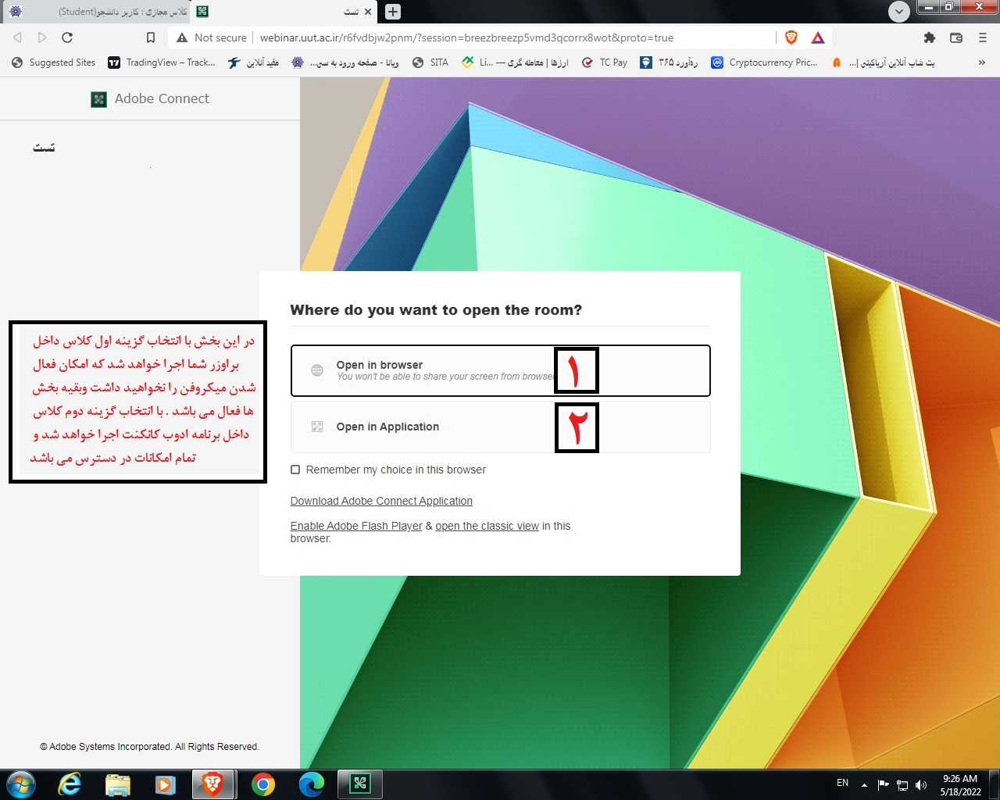 کلاس مجازی : کاربر دانشجو(Student)
تست
Not secure
webinar.uut.ac.ir/r6fvdbjw2pnm/?session=breezbreezp5vmd3qcorrx8wot&proto=true
Suggested Sites
TradingView – Track...
مفید آنلاین
ویانا - صفحه ورود به سی...
SITA
Li... — ارزها | معامله گری
TC Pay
ره‌آورد ۳۶۵
Cryptocurrency Pric...
پت شاپ آنلاین آریاکیتی |...
»
Adobe Connect
تست
Where do you want to open the room?
Open in browser
You won't be able to share your screen from browser
۱
Open in Application
۲
Remember my choice in this browser
Download Adobe Connect Application
Enable Adobe Flash Player & open the classic view in this
browser.
در این بخش با انتخاب گزینه اول کلاس داخل
براوزر شما اجرا خواهد شد که امکان فعال
شدن میکروفن را نخواهید داشت وبقیه بخش
ها فعال می باشد . با انتخاب گزینه دوم کلاس
داخل برنامه ادوب کانکنت اجرا خواهد شد و
تمام امکانات در دسترس می باشد
© Adobe Systems Incorporated. All Rights Reserved.
EN
9:26 AM
5/18/2022